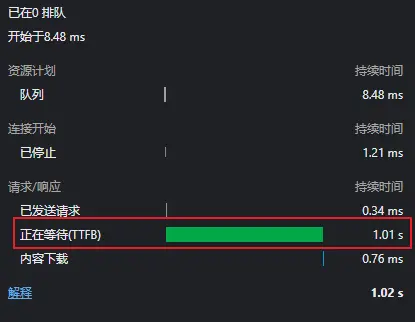 已在0 排队
开始于8.48 ms
资源计划 持续时间
队列 8.48 ms
连接开始 持续时间
已停止 1.21 ms
请求/响应 持续时间
已发送请求 0.34 ms
正在等待(TTFB) 1.01 s
内容下载 0.76 ms
解释 1.02 s